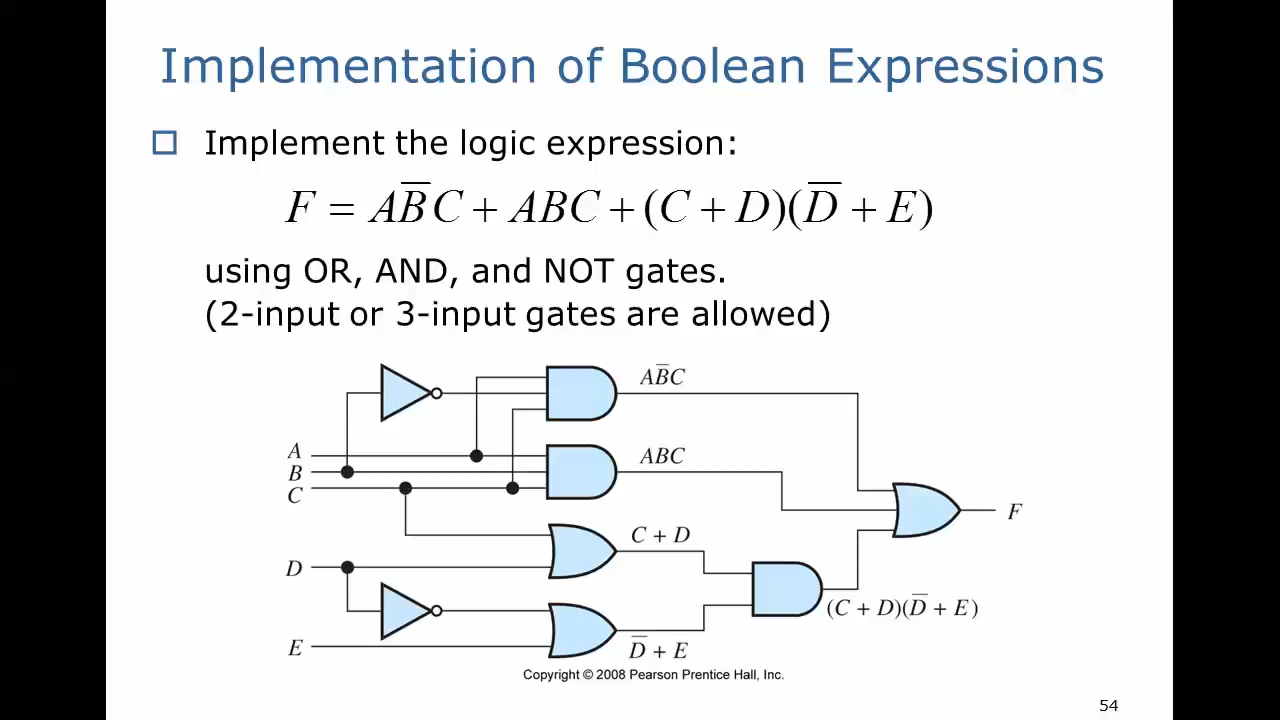 Implementation of Boolean Expressions
Implement the logic expression:
F = AB̅C + ABC + (C + D)(D̅ + E)
using OR, AND, and NOT gates.
(2-input or 3-input gates are allowed)
AB̅C
A
B
C
ABC
C + D
F
D
(C + D)(D̅ + E)
E
D̅ + E
Copyright © 2008 Pearson Prentice Hall, Inc.
54